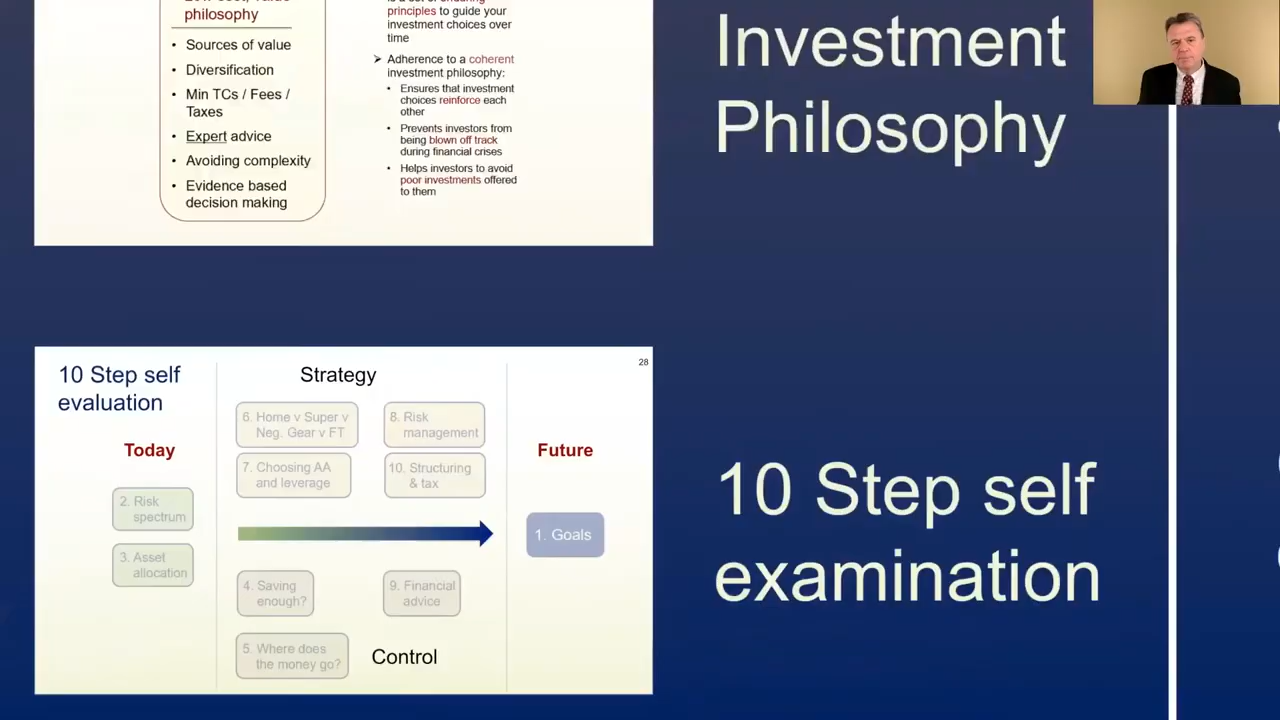 philosophy
• Sources of value
• Diversification
• Min TCs / Fees /
Taxes
• Expert advice
• Avoiding complexity
• Evidence based
decision making
principles to guide your
investment choices over
time
➢ Adherence to a coherent
investment philosophy:
• Ensures that investment
choices reinforce each
other
• Prevents investors from
being blown off track
during financial crises
• Helps investors to avoid
poor investments offered
to them
Investment
Philosophy
28
10 Step self
evaluation
Strategy
Today
Future
6. Home v Super v
Neg. Gear v FT
8. Risk
management
7. Choosing AA
and leverage
10. Structuring
& tax
2. Risk
spectrum
3. Asset
allocation
1. Goals
4. Saving
enough?
9. Financial
advice
5. Where does
the money go?
Control
10 Step self
examination